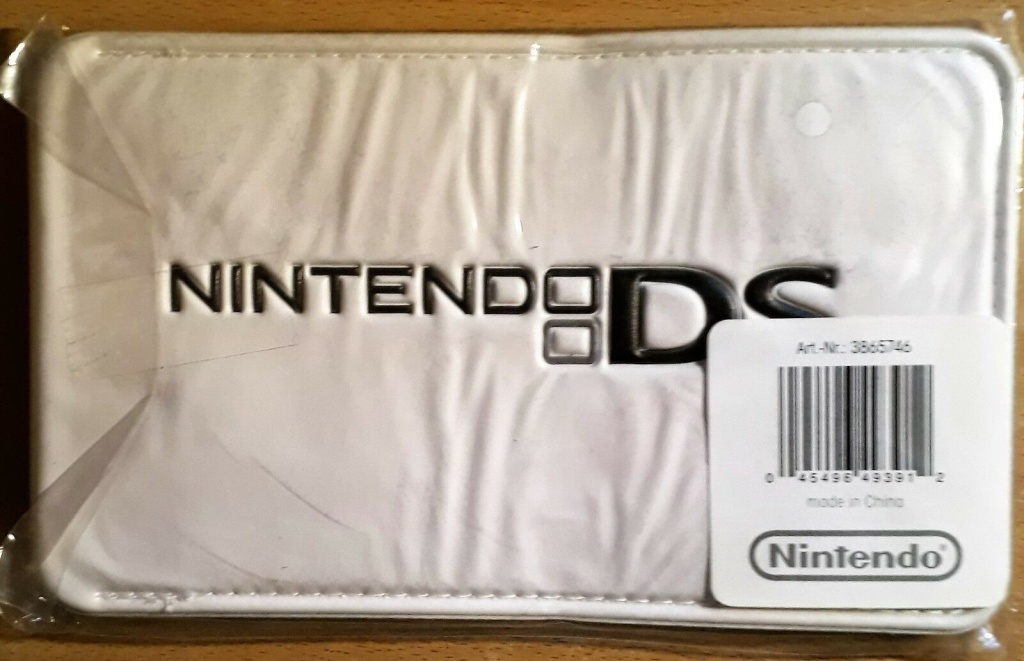 NINTENDO DS
Art.-Nr.: 3865746
0 45496 49391 2
made in China
Nintendo®